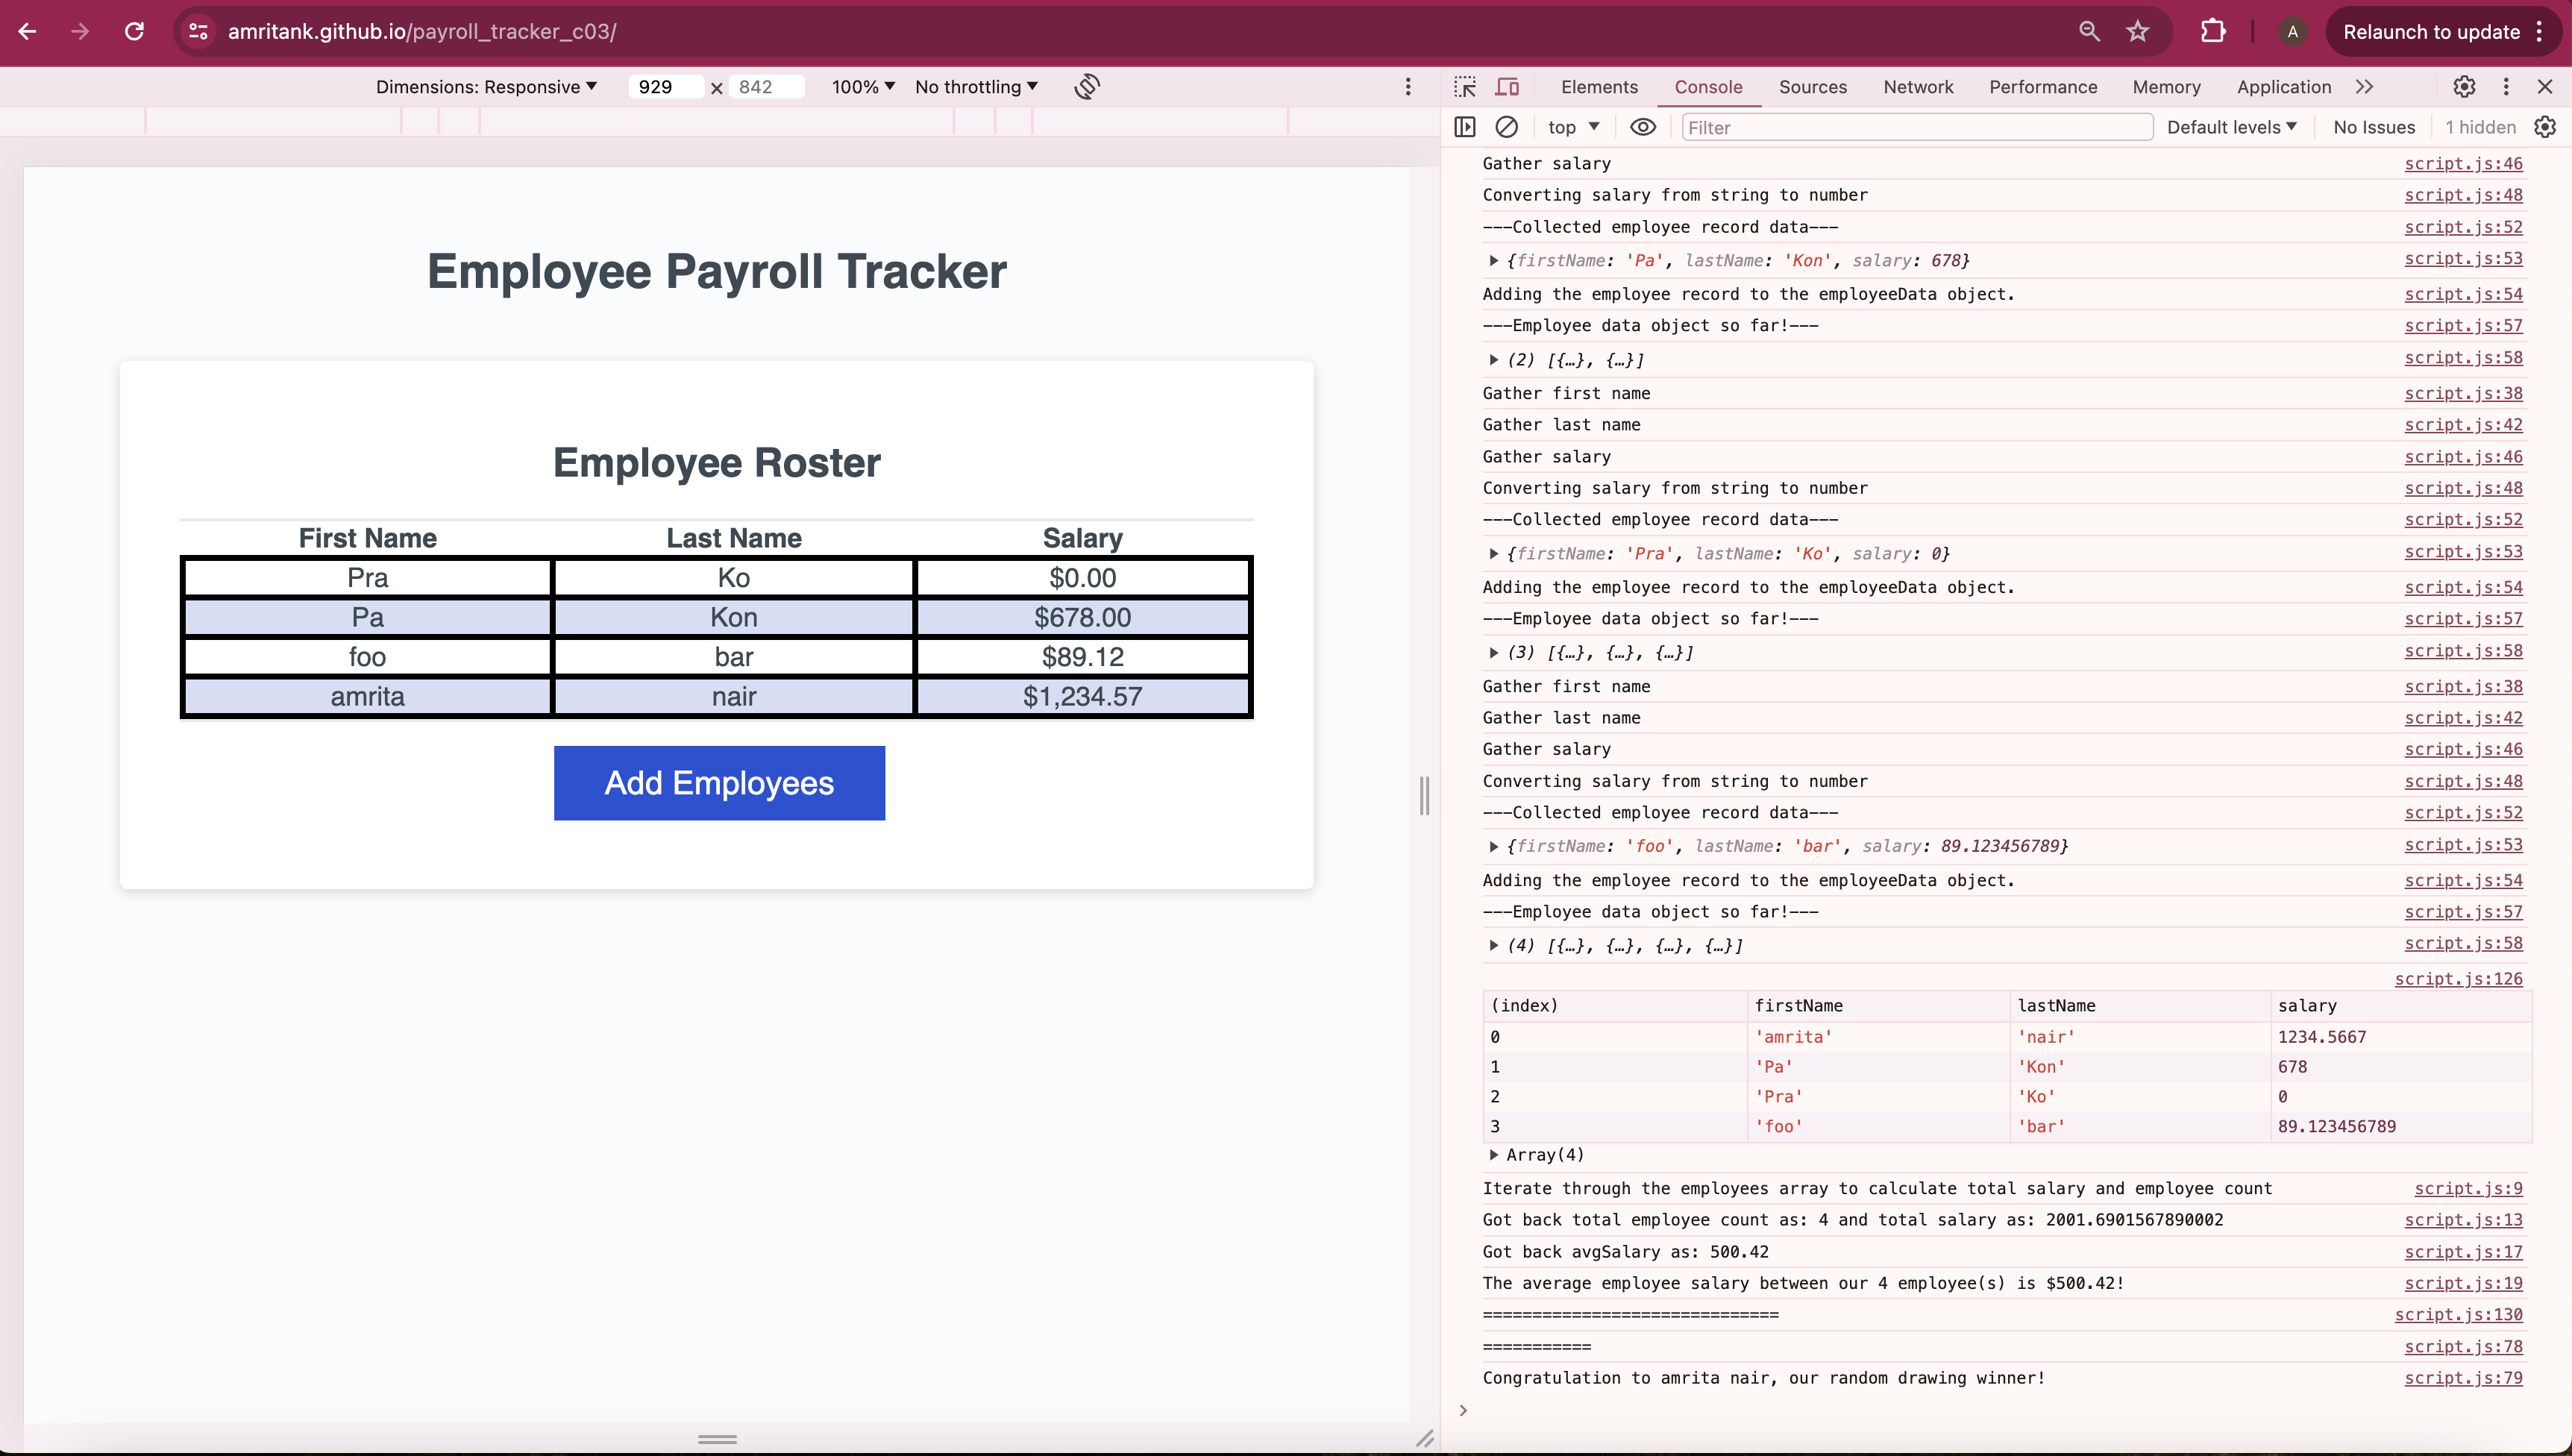 amritank.github.io/payroll_tracker_c03/
A
Relaunch to update
Dimensions: Responsive
929 × 842
100%
No throttling
Employee Payroll Tracker
Employee Roster
First Name Last Name Salary
Pra Ko $0.00
Pa Kon $678.00
foo bar $89.12
amrita nair $1,234.57
Add Employees
Elements Console Sources Network Performance Memory Application
top Filter Default levels No Issues 1 hidden
Gather salary script.js:46
Converting salary from string to number script.js:48
---Collected employee record data--- script.js:52
{firstName: 'Pa', lastName: 'Kon', salary: 678} script.js:53
Adding the employee record to the employeeData object. script.js:54
---Employee data object so far!--- script.js:57
(2) [{…}, {…}] script.js:58
Gather first name script.js:38
Gather last name script.js:42
Gather salary script.js:46
Converting salary from string to number script.js:48
---Collected employee record data--- script.js:52
{firstName: 'Pra', lastName: 'Ko', salary: 0} script.js:53
Adding the employee record to the employeeData object. script.js:54
---Employee data object so far!--- script.js:57
(3) [{…}, {…}, {…}] script.js:58
Gather first name script.js:38
Gather last name script.js:42
Gather salary script.js:46
Converting salary from string to number script.js:48
---Collected employee record data--- script.js:52
{firstName: 'foo', lastName: 'bar', salary: 89.123456789} script.js:53
Adding the employee record to the employeeData object. script.js:54
---Employee data object so far!--- script.js:57
(4) [{…}, {…}, {…}, {…}] script.js:58
script.js:126
(index) firstName lastName salary
0 'amrita' 'nair' 1234.5667
1 'Pa' 'Kon' 678
2 'Pra' 'Ko' 0
3 'foo' 'bar' 89.123456789
Array(4)
Iterate through the employees array to calculate total salary and employee count script.js:9
Got back total employee count as: 4 and total salary as: 2001.6901567890002 script.js:13
Got back avgSalary as: 500.42 script.js:17
The average employee salary between our 4 employee(s) is $500.42! script.js:19
============================== script.js:130
=========== script.js:78
Congratulation to amrita nair, our random drawing winner! script.js:79